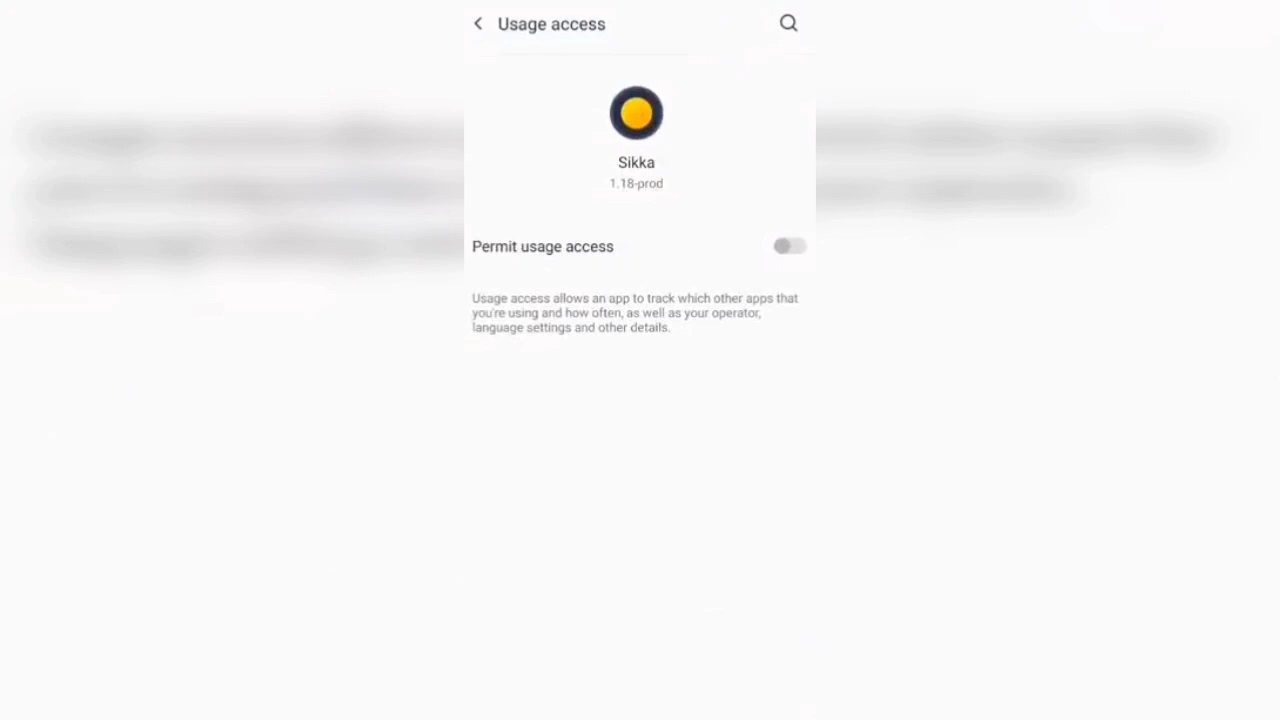 Usage access
Sikka
1.18-prod
Permit usage access
Usage access allows an app to track which other apps that
you're using and how often, as well as your operator,
language settings and other details.